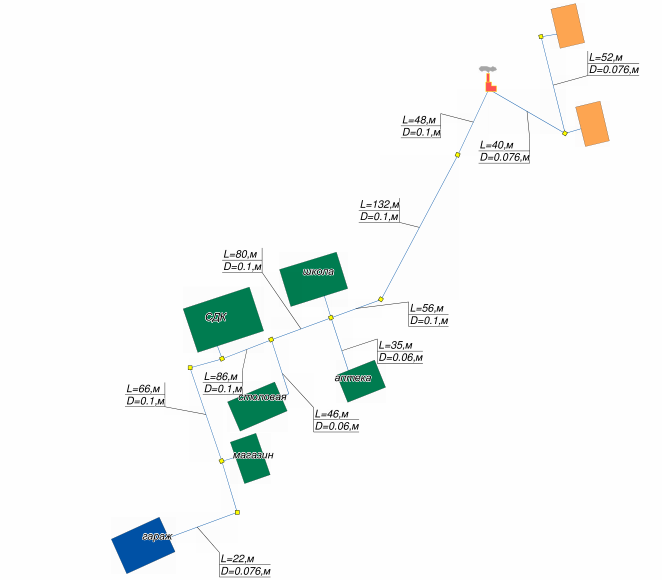 L=52,м
D=0.076,м
L=48,м
D=0.1,м
L=40,м
D=0.076,м
L=132,м
D=0.1,м
L=80,м
D=0.1,м
школа
СДК
L=56,м
D=0.1,м
L=35,м
D=0.06,м
аптека
L=86,м
D=0.1,м
L=66,м
D=0.1,м
столовая
L=46,м
D=0.06,м
магазин
гараж
L=22,м
D=0.076,м